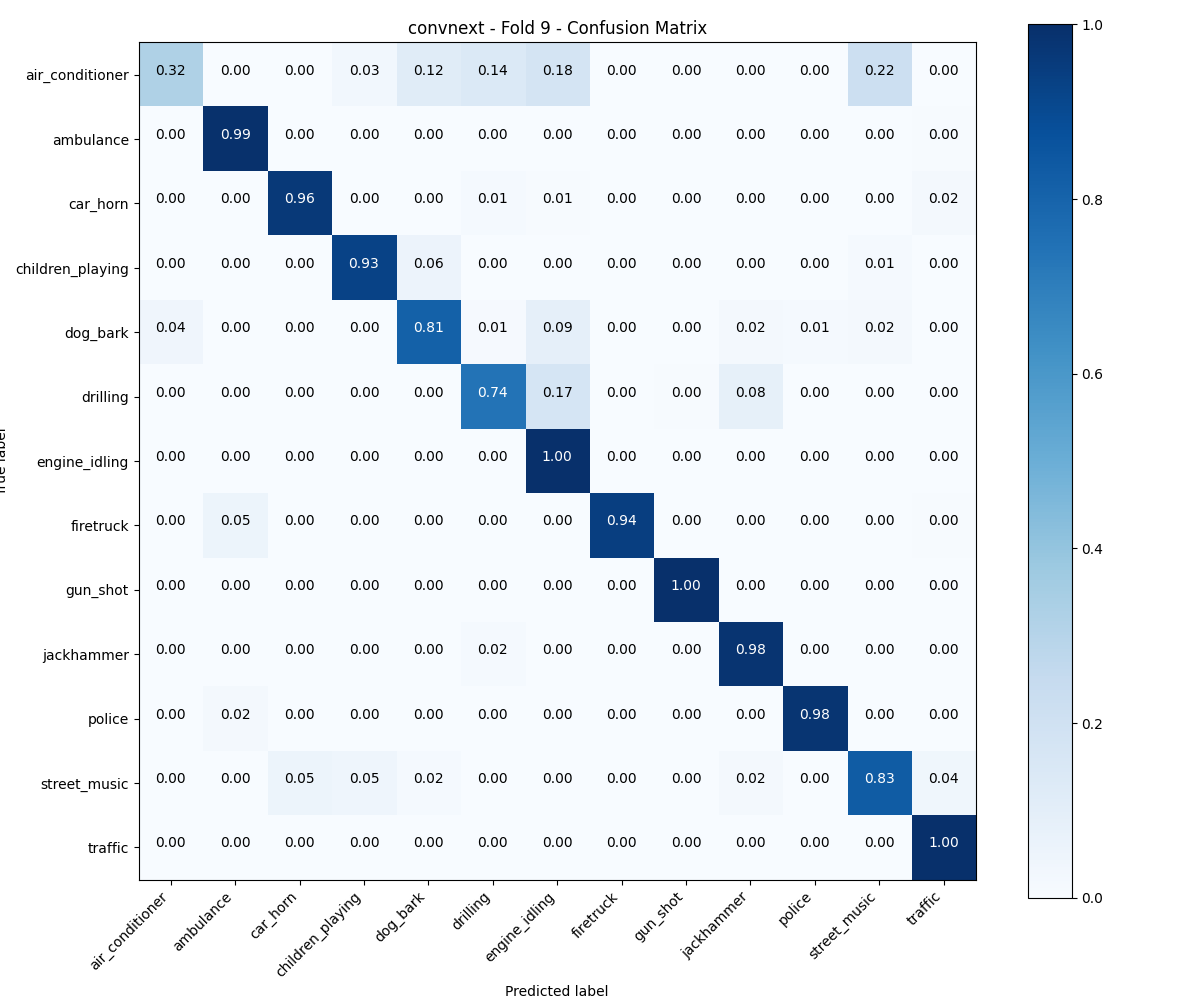 convnext - Fold 9 - Confusion Matrix
air_conditioner 0.32 0.00 0.00 0.03 0.12 0.14 0.18 0.00 0.00 0.00 0.00 0.22 0.00
ambulance 0.00 0.99 0.00 0.00 0.00 0.00 0.00 0.00 0.00 0.00 0.00 0.00 0.00
car_horn 0.00 0.00 0.96 0.00 0.00 0.01 0.01 0.00 0.00 0.00 0.00 0.00 0.02
children_playing 0.00 0.00 0.00 0.93 0.06 0.00 0.00 0.00 0.00 0.00 0.00 0.01 0.00
dog_bark 0.04 0.00 0.00 0.00 0.81 0.01 0.09 0.00 0.00 0.02 0.01 0.02 0.00
drilling 0.00 0.00 0.00 0.00 0.00 0.74 0.17 0.00 0.00 0.08 0.00 0.00 0.00
engine_idling 0.00 0.00 0.00 0.00 0.00 0.00 1.00 0.00 0.00 0.00 0.00 0.00 0.00
firetruck 0.00 0.05 0.00 0.00 0.00 0.00 0.00 0.94 0.00 0.00 0.00 0.00 0.00
gun_shot 0.00 0.00 0.00 0.00 0.00 0.00 0.00 0.00 1.00 0.00 0.00 0.00 0.00
jackhammer 0.00 0.00 0.00 0.00 0.00 0.02 0.00 0.00 0.00 0.98 0.00 0.00 0.00
police 0.00 0.02 0.00 0.00 0.00 0.00 0.00 0.00 0.00 0.00 0.98 0.00 0.00
street_music 0.00 0.00 0.05 0.05 0.02 0.00 0.00 0.00 0.00 0.02 0.00 0.83 0.04
traffic 0.00 0.00 0.00 0.00 0.00 0.00 0.00 0.00 0.00 0.00 0.00 0.00 1.00
air_conditioner ambulance car_horn children_playing dog_bark drilling engine_idling firetruck gun_shot jackhammer police street_music traffic
Predicted label
1.0
0.8
0.6
0.4
0.2
0.0